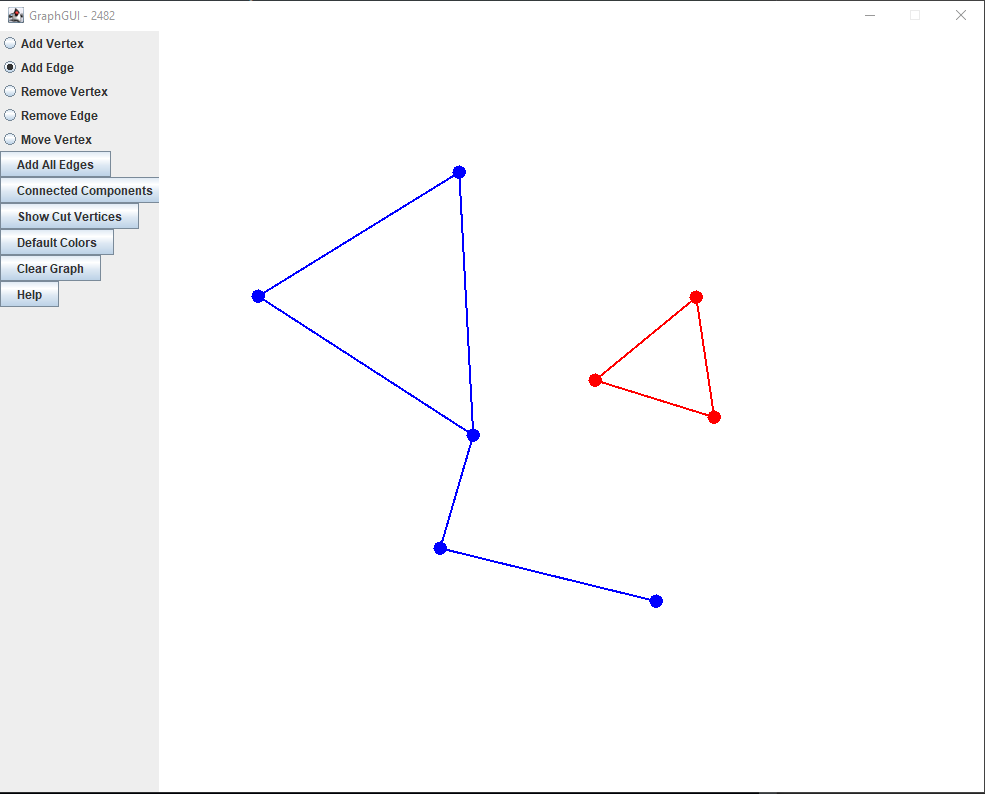 GraphGUI - 2482
Add Vertex
Add Edge
Remove Vertex
Remove Edge
Move Vertex
Add All Edges
Connected Components
Show Cut Vertices
Default Colors
Clear Graph
Help